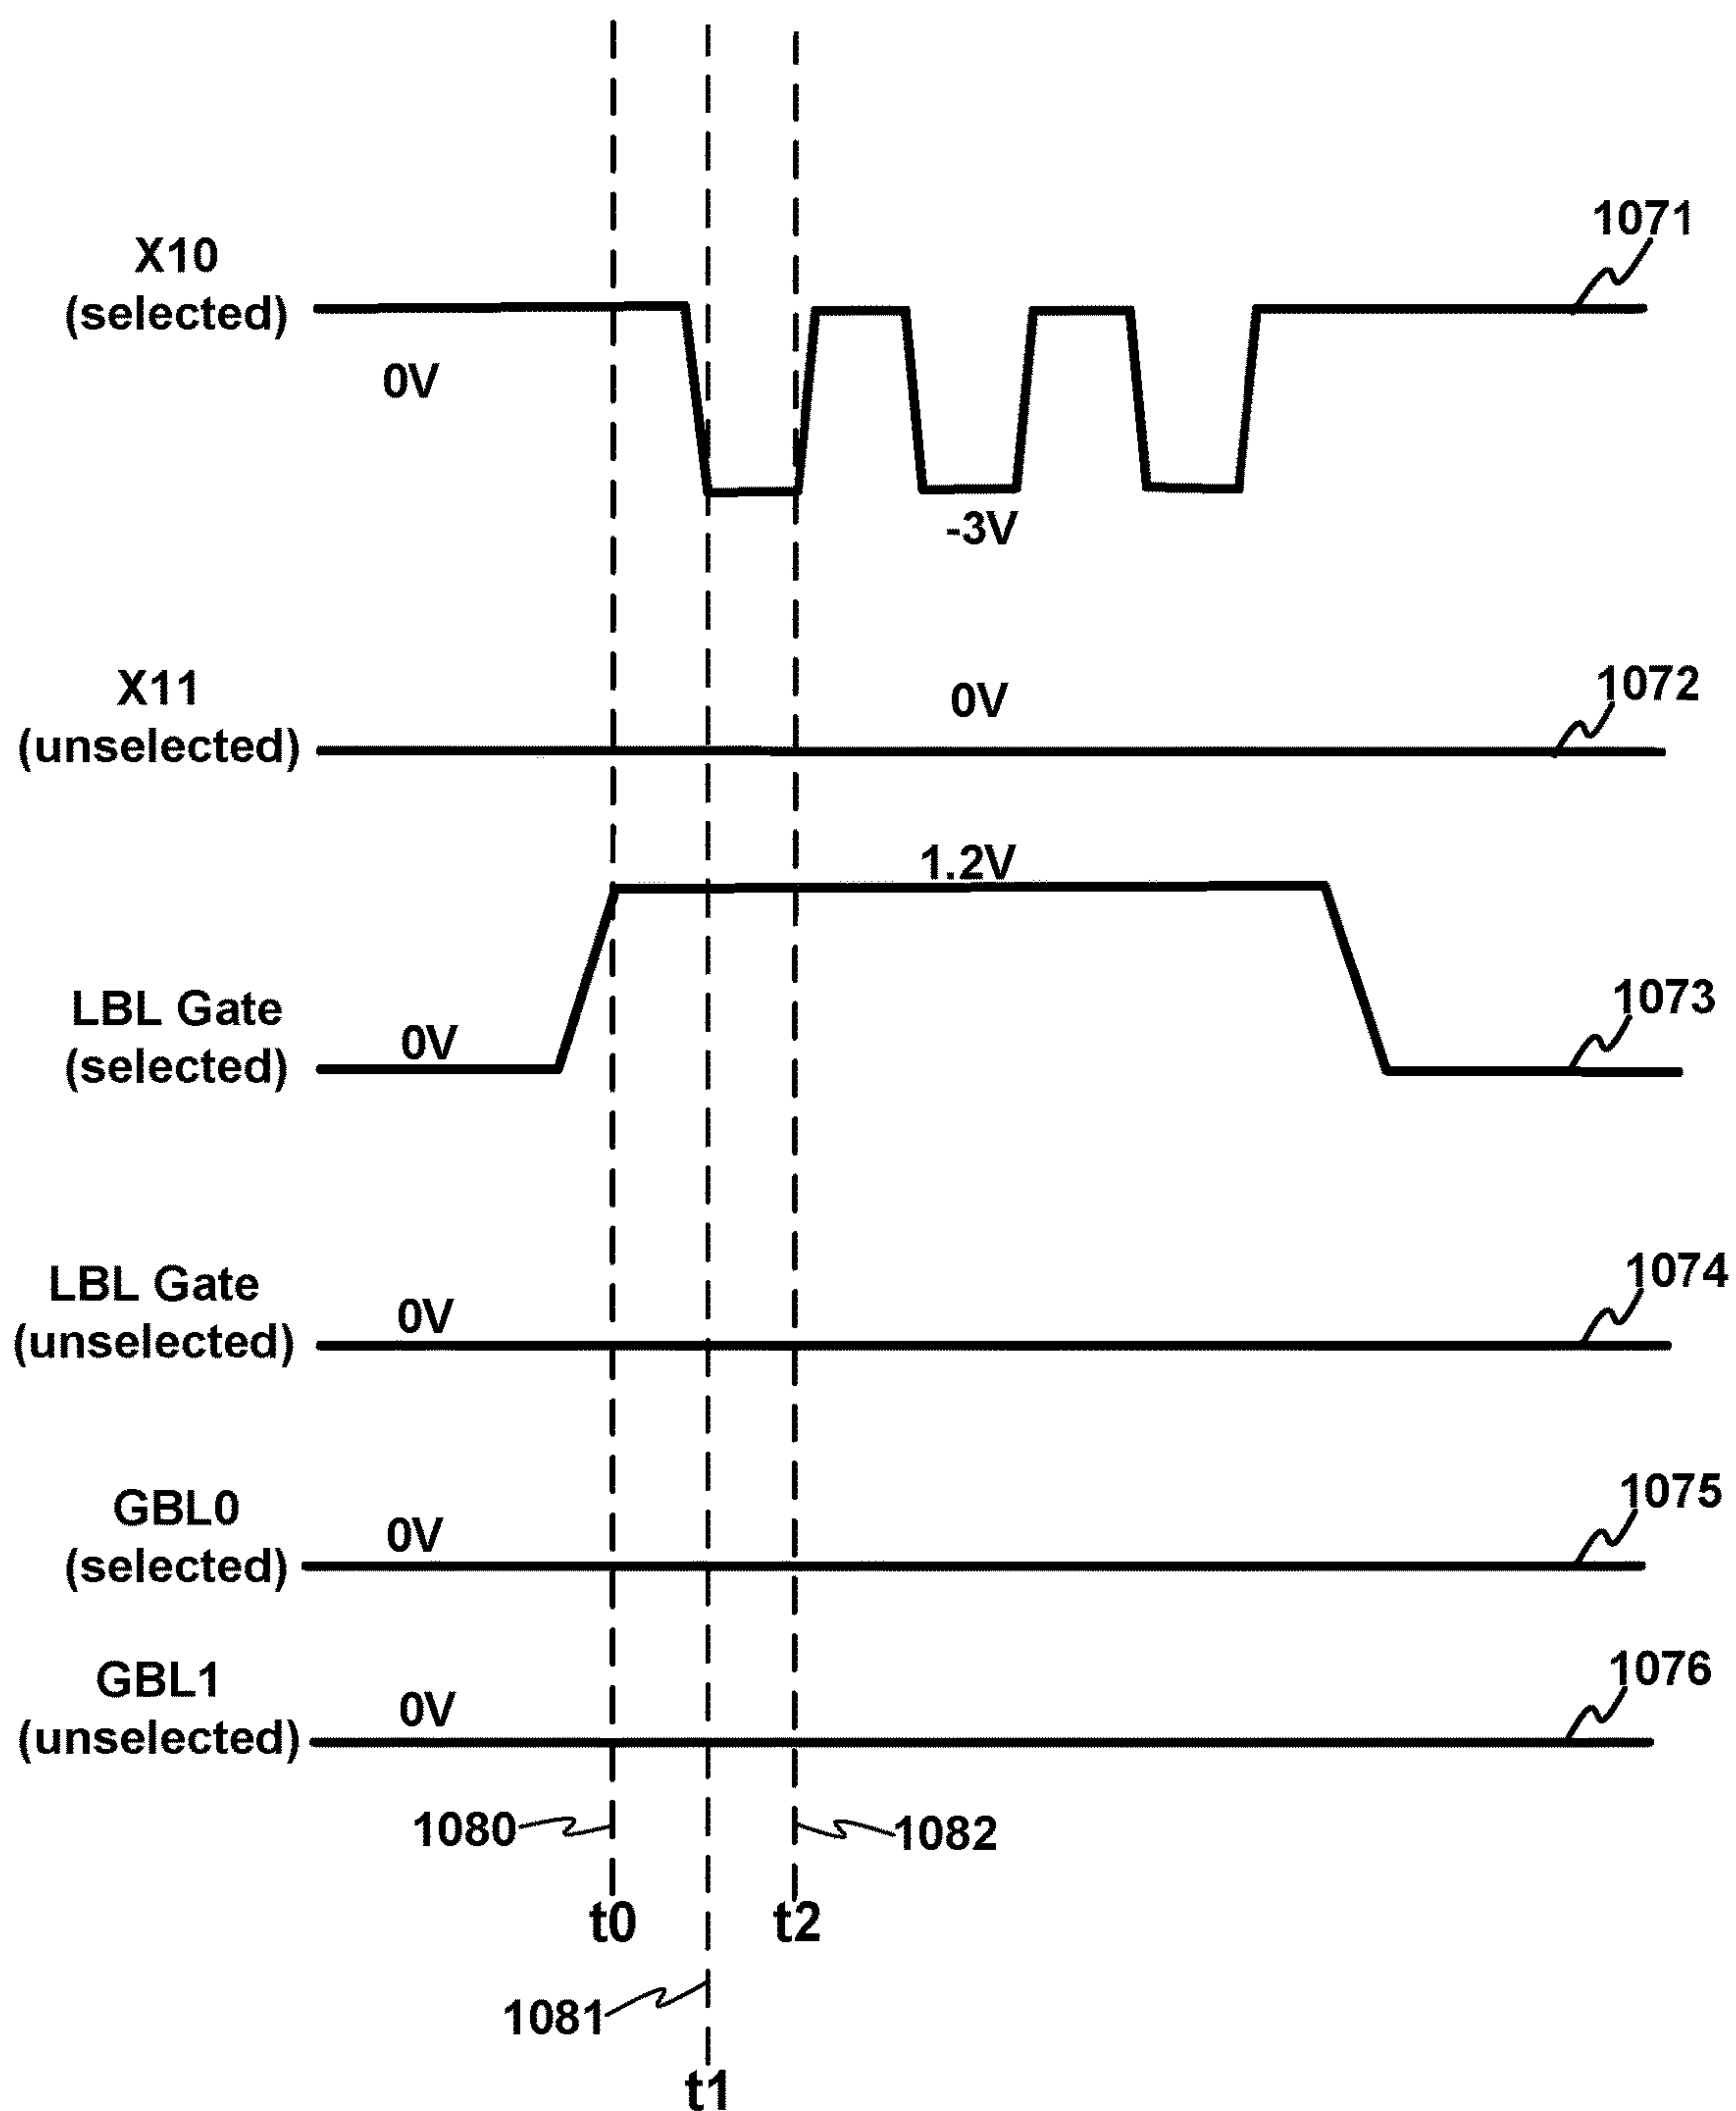 1071
X10
(selected)
0V
-3V
X11
(unselected)
0V
1072
1.2V
LBL Gate
(selected)
0V
1073
LBL Gate
(unselected)
0V
1074
GBL0
(selected)
0V
1075
GBL1
(unselected)
0V
1076
1080
1082
t0
t2
1081
t1